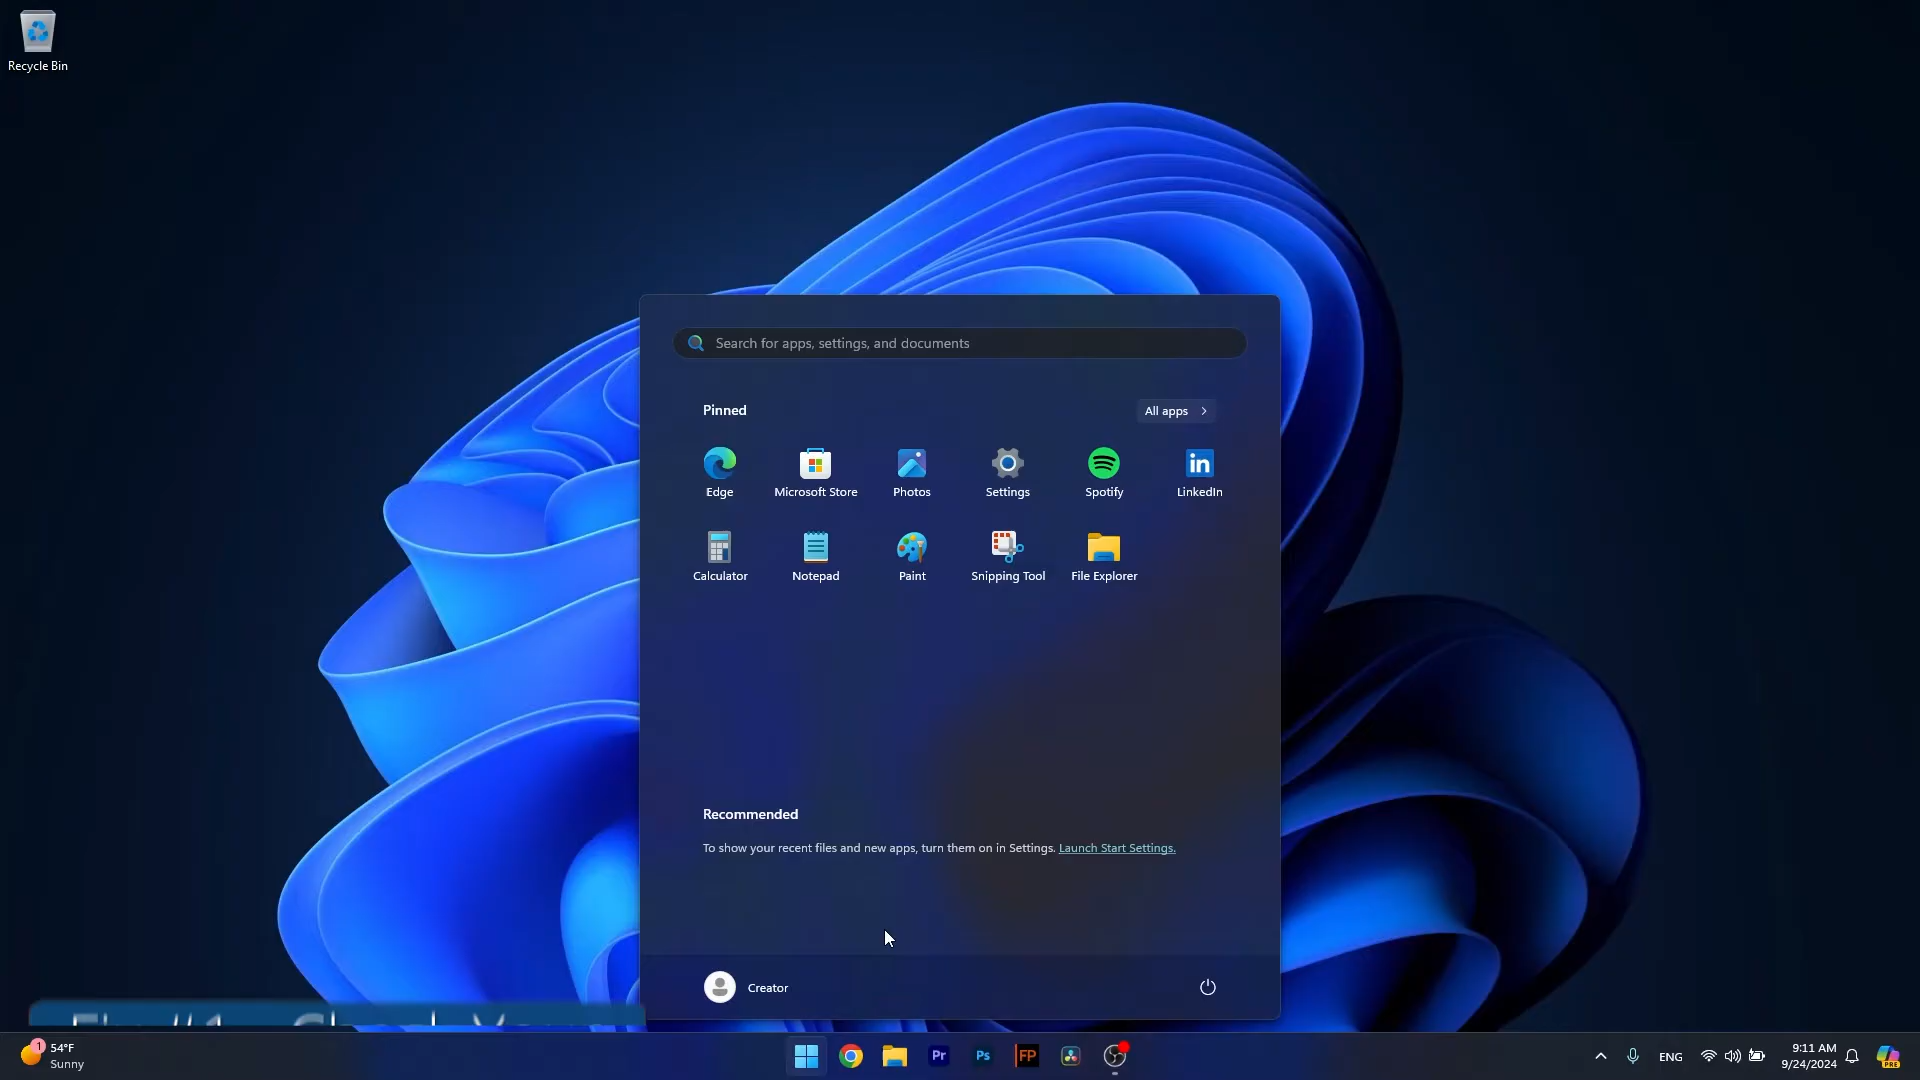 Recycle Bin
Search for apps, settings, and documents
Pinned
All apps
Edge
Microsoft Store
Photos
Settings
Spotify
LinkedIn
Calculator
Notepad
Paint
Snipping Tool
File Explorer
Recommended
To show your recent files and new apps, turn them on in Settings. Launch Start Settings.
Creator
1
54°F
Sunny
Pr
Ps
FP
ENG
9:11 AM
9/24/2024
PRE